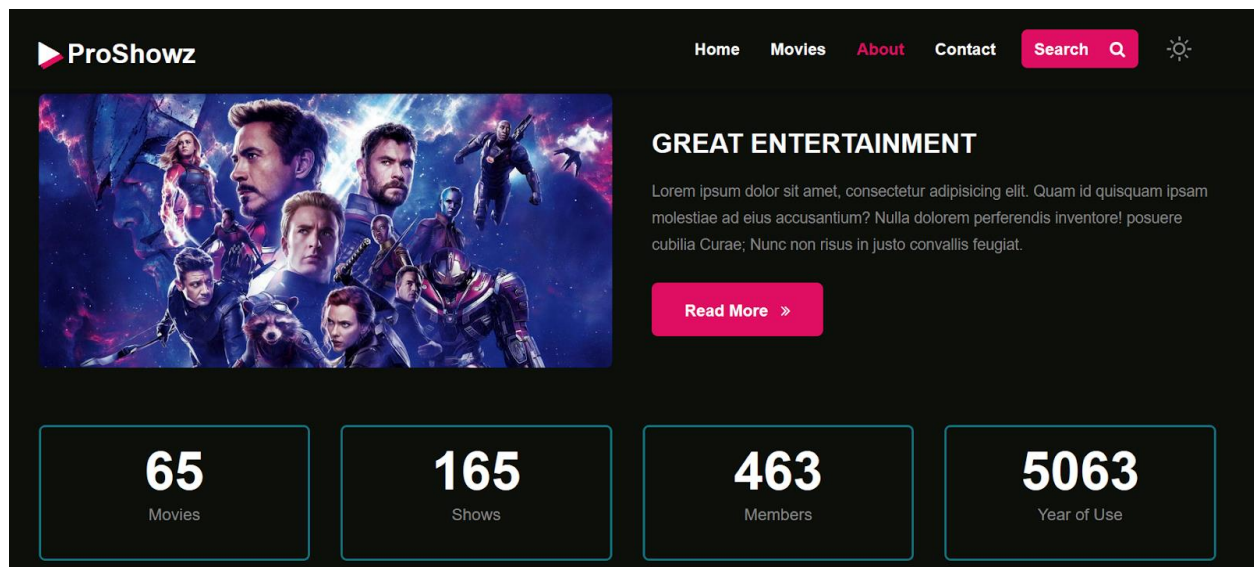 ProShowz
Home Movies About Contact Search
GREAT ENTERTAINMENT
Lorem ipsum dolor sit amet, consectetur adipisicing elit. Quam id quisquam ipsam
molestiae ad eius accusantium? Nulla dolorem perferendis inventore! posuere
cubilia Curae; Nunc non risus in justo convallis feugiat.
Read More »
65
Movies
165
Shows
463
Members
5063
Year of Use